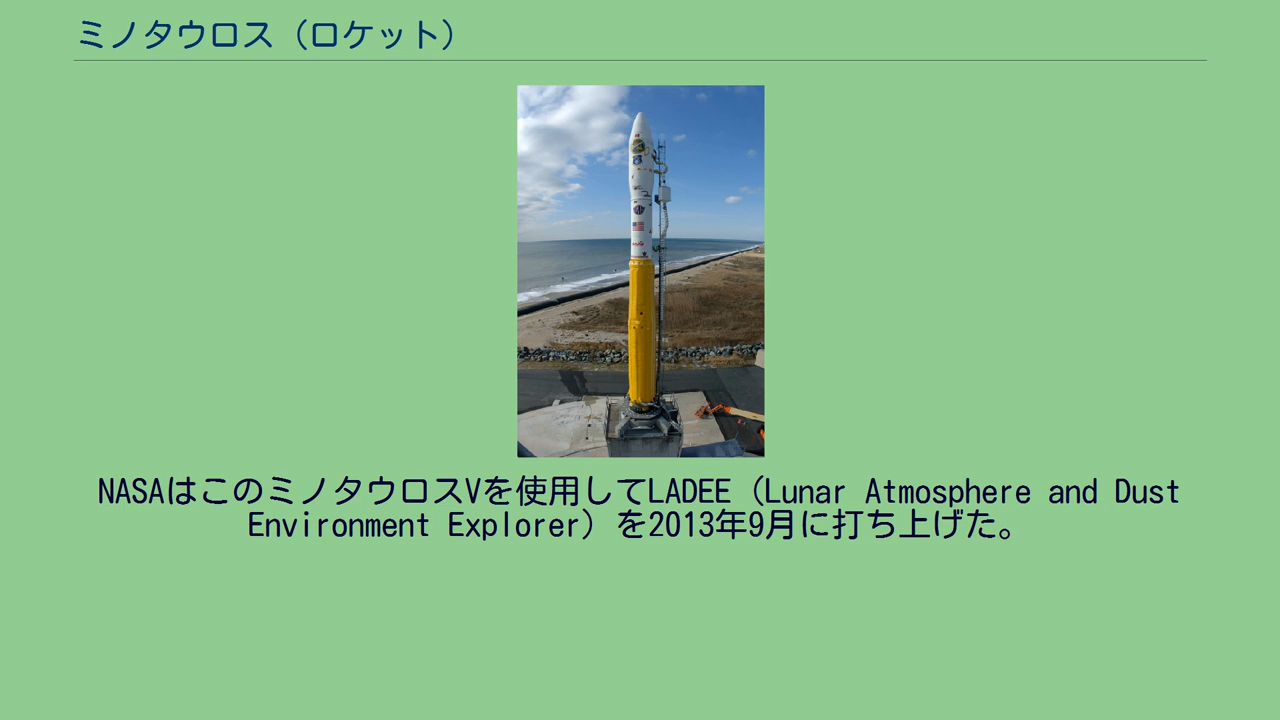 ミノタウロス（ロケット）
NASAはこのミノタウロスVを使用してLADEE（Lunar Atmosphere and Dust
Environment Explorer）を2013年9月に打ち上げた。